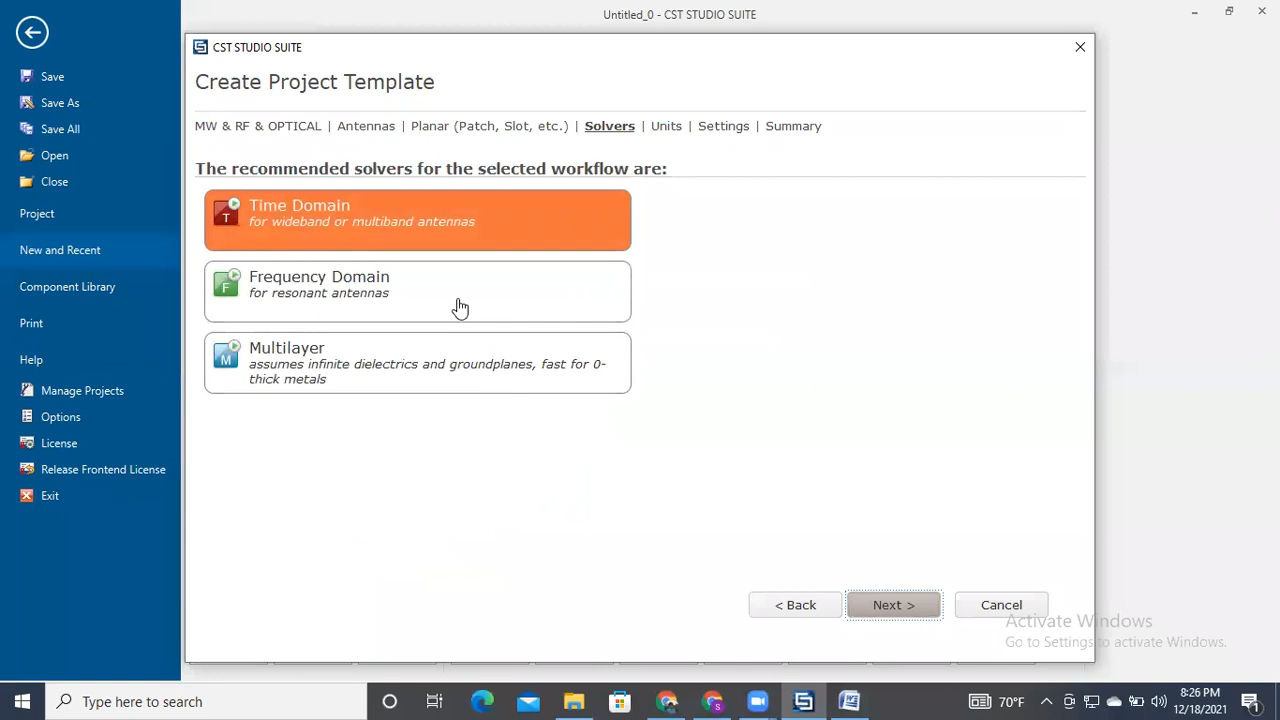 Untitled_0 - CST STUDIO SUITE
Save
Save As
Save All
Open
Close
Project
New and Recent
Component Library
Print
Help
Manage Projects
Options
License
Release Frontend License
Exit
CST STUDIO SUITE
Create Project Template
MW & RF & OPTICAL | Antennas | Planar (Patch, Slot, etc.) | Solvers | Units | Settings | Summary
The recommended solvers for the selected workflow are:
T
Time Domain
for wideband or multiband antennas
F
Frequency Domain
for resonant antennas
M
Multilayer
assumes infinite dielectrics and groundplanes, fast for 0-
thick metals
< Back
Next >
Cancel
Activate Windows
Go to Settings to activate Windows.
Type here to search
S
W
70°F
8:26 PM
12/18/2021
1